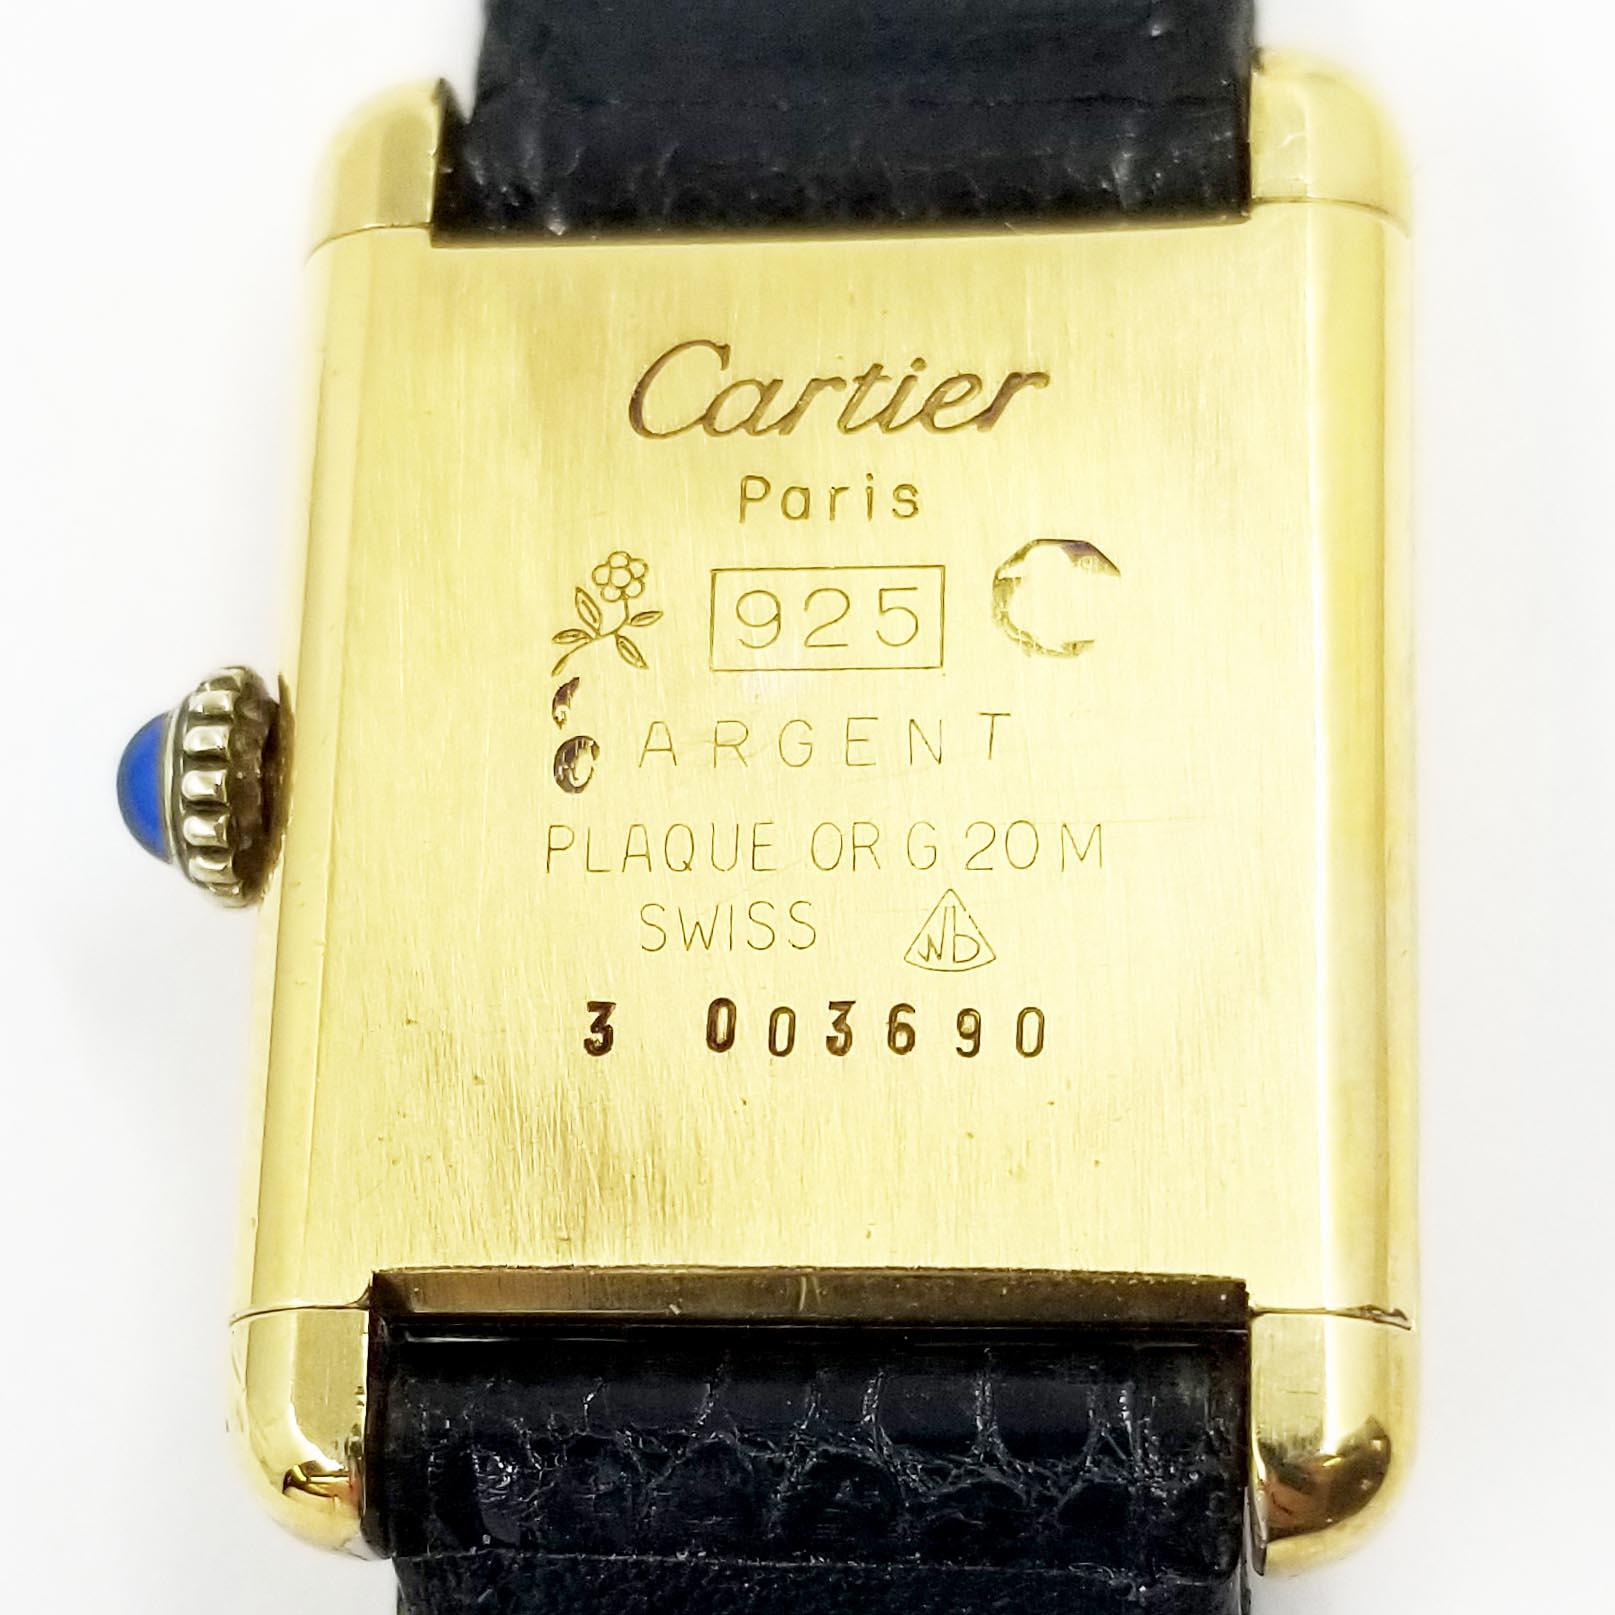 Cartier
Paris
925
ARGENT
PLAQUE OR G 20 M
SWISS
3 003690